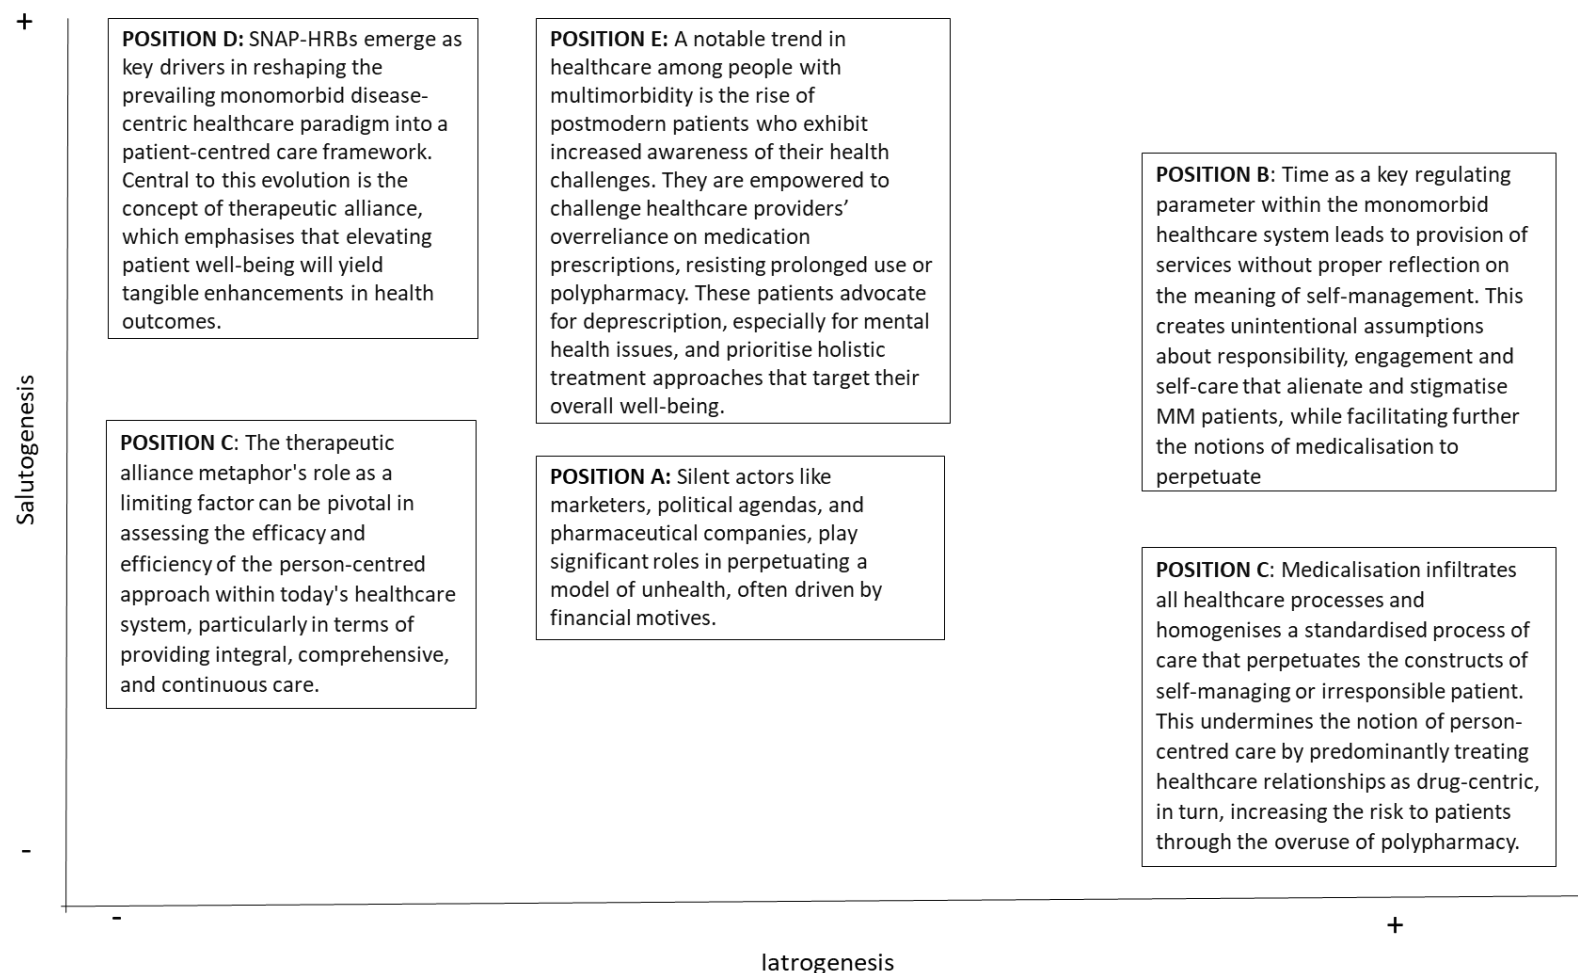 +
POSITION D: SNAP-HRBs emerge as
key drivers in reshaping the
prevailing monomorbid disease-
centric healthcare paradigm into a
patient-centred care framework.
Central to this evolution is the
concept of therapeutic alliance,
which emphasises that elevating
patient well-being will yield
tangible enhancements in health
outcomes.
POSITION E: A notable trend in
healthcare among people with
multimorbidity is the rise of
postmodern patients who exhibit
increased awareness of their health
challenges. They are empowered to
challenge healthcare providers’
overreliance on medication
prescriptions, resisting prolonged use or
polypharmacy. These patients advocate
for deprescription, especially for mental
health issues, and prioritise holistic
treatment approaches that target their
overall well-being.
POSITION B: Time as a key regulating
parameter within the monomorbid
healthcare system leads to provision of
services without proper reflection on
the meaning of self-management. This
creates unintentional assumptions
about responsibility, engagement and
self-care that alienate and stigmatise
MM patients, while facilitating further
the notions of medicalisation to
perpetuate
Salutogenesis
POSITION C: The therapeutic
alliance metaphor's role as a
limiting factor can be pivotal in
assessing the efficacy and
efficiency of the person-centred
approach within today's healthcare
system, particularly in terms of
providing integral, comprehensive,
and continuous care.
POSITION A: Silent actors like
marketers, political agendas, and
pharmaceutical companies, play
significant roles in perpetuating a
model of unhealth, often driven by
financial motives.
POSITION C: Medicalisation infiltrates
all healthcare processes and
homogenises a standardised process of
care that perpetuates the constructs of
self-managing or irresponsible patient.
This undermines the notion of person-
centred care by predominantly treating
healthcare relationships as drug-centric,
in turn, increasing the risk to patients
through the overuse of polypharmacy.
-
-
+
Iatrogenesis